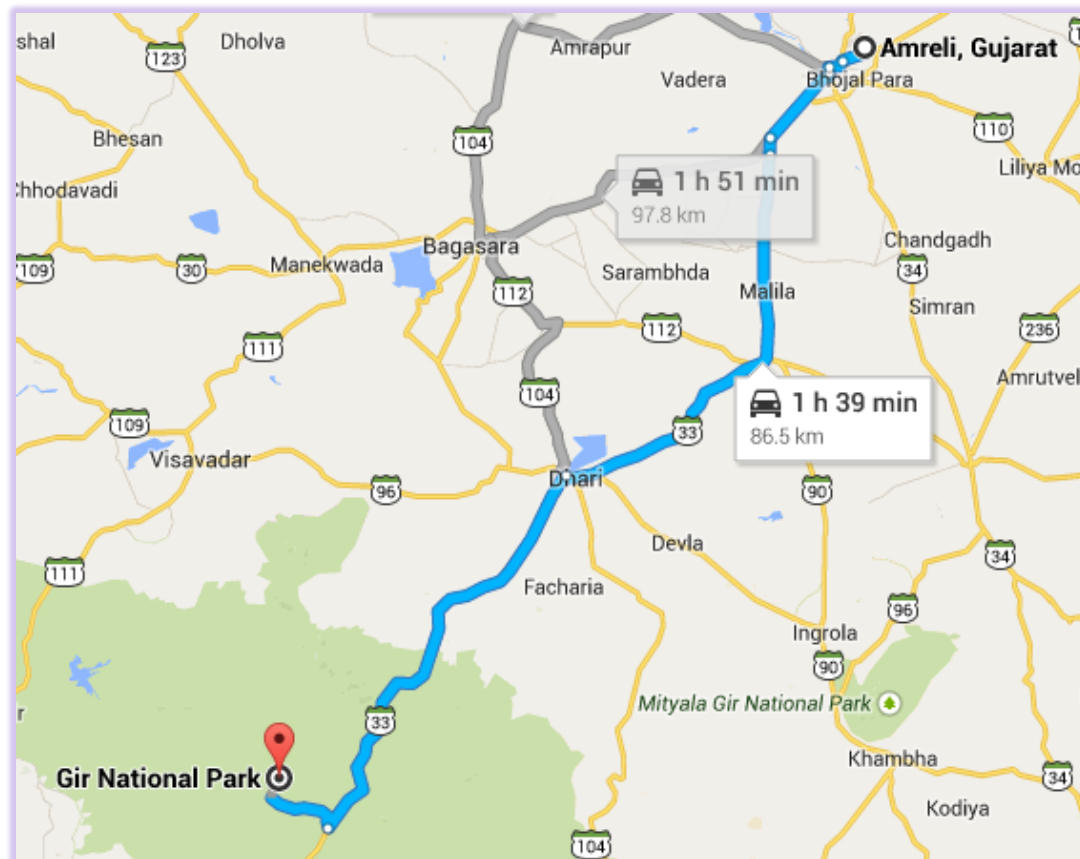 shal
Dholva
123
Amrapur
Amreli, Gujarat
Vadera
Bhojal Para
Bhesan
104
110
Liliya Mo
Chhodavadi
1 h 51 min
97.8 km
Bagasara
Chandgadh
109
30
Manekwada
Sarambhda
34
112
Malila
Simran
112
236
111
104
Amrutvel
1 h 39 min
86.5 km
109
33
Visavadar
96
Dhari
90
Devla
34
111
Facharia
96
Ingrola
90
Mityala Gir National Park
r
33
Gir National Park
Khambha
34
Kodiya
104